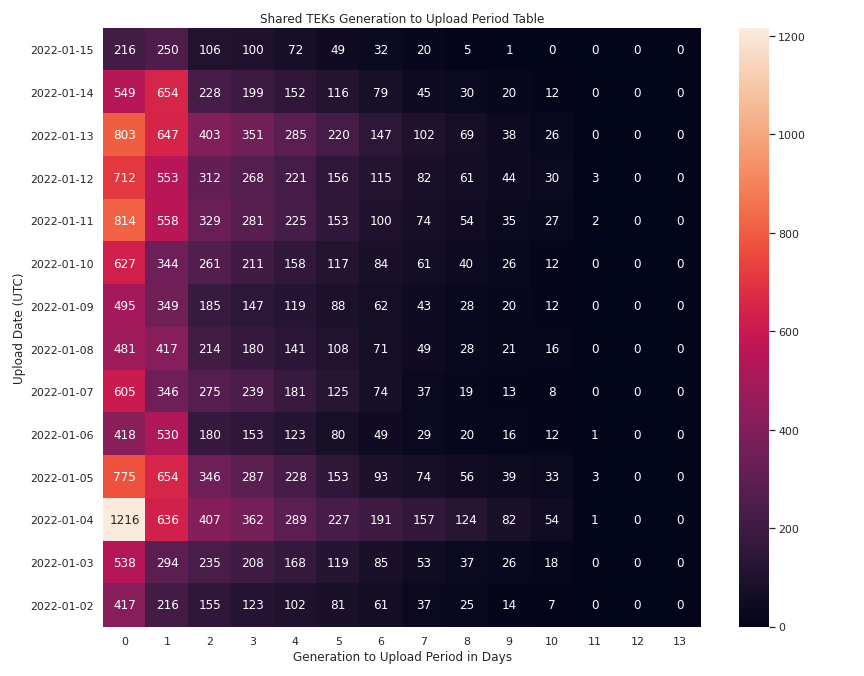 Shared TEKs Generation to Upload Period Table
2022-01-15 216 250 106 100 72 49 32 20 5 1 0 0 0 0
2022-01-14 549 654 228 199 152 116 79 45 30 20 12 0 0 0
2022-01-13 803 647 403 351 285 220 147 102 69 38 26 0 0 0
2022-01-12 712 553 312 268 221 156 115 82 61 44 30 3 0 0
2022-01-11 814 558 329 281 225 153 100 74 54 35 27 2 0 0
2022-01-10 627 344 261 211 158 117 84 61 40 26 12 0 0 0
2022-01-09 495 349 185 147 119 88 62 43 28 20 12 0 0 0
2022-01-08 481 417 214 180 141 108 71 49 28 21 16 0 0 0
2022-01-07 605 346 275 239 181 125 74 37 19 13 8 0 0 0
2022-01-06 418 530 180 153 123 80 49 29 20 16 12 1 0 0
2022-01-05 775 654 346 287 228 153 93 74 56 39 33 3 0 0
2022-01-04 1216 636 407 362 289 227 191 157 124 82 54 1 0 0
2022-01-03 538 294 235 208 168 119 85 53 37 26 18 0 0 0
2022-01-02 417 216 155 123 102 81 61 37 25 14 7 0 0 0
0 1 2 3 4 5 6 7 8 9 10 11 12 13
Generation to Upload Period in Days
Upload Date (UTC)
1200
1000
800
600
400
200
0